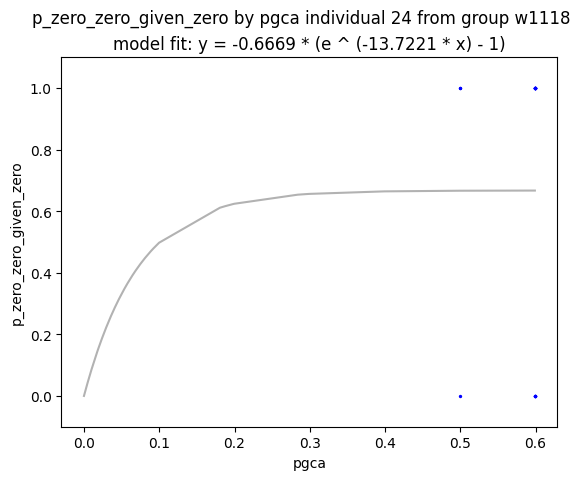 p_zero_zero_given_zero by pgca individual 24 from group w1118
model fit: y = -0.6669 * (e ^ (-13.7221 * x) - 1)
1.0
0.8
0.6
0.4
0.2
0.0
p_zero_zero_given_zero
0.0 0.1 0.2 0.3 0.4 0.5 0.6
pgca